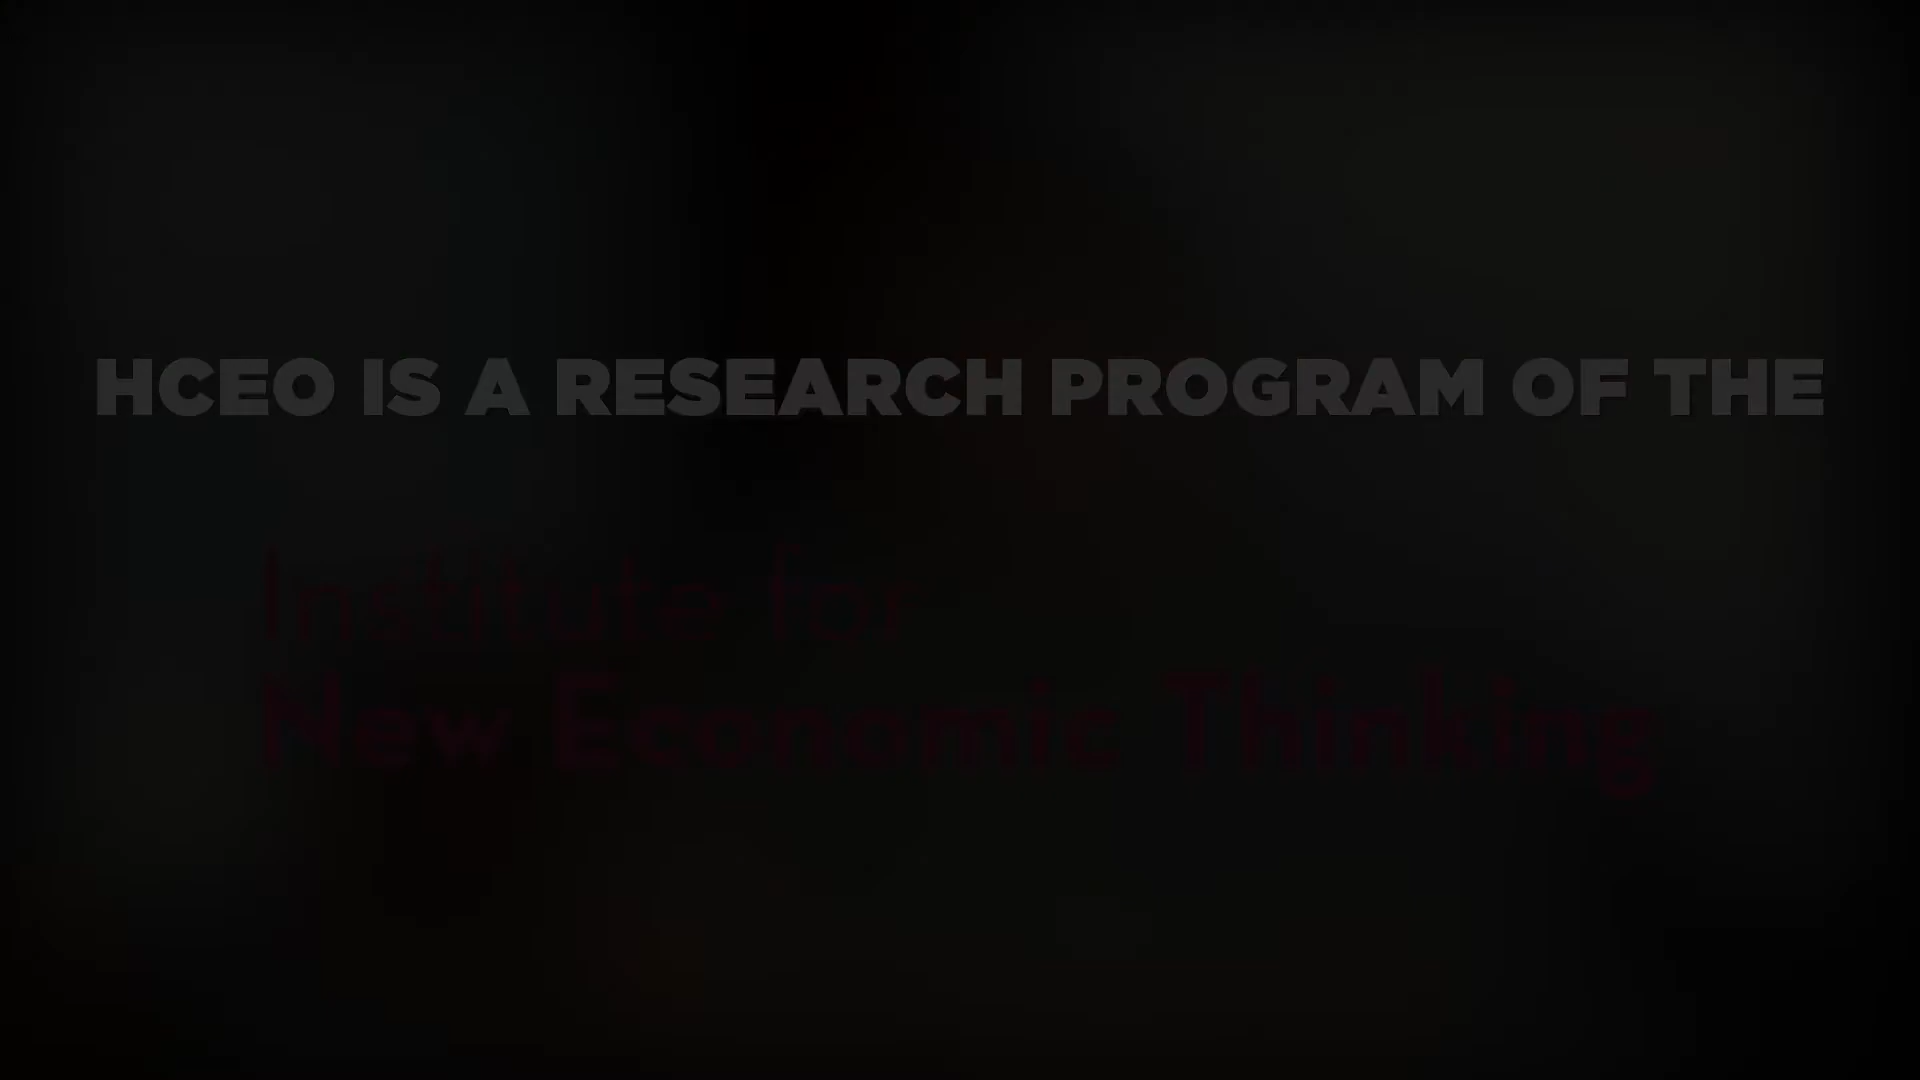 HCEO IS A RESEARCH PROGRAM OF THE
Institute for
New Economic Thinking